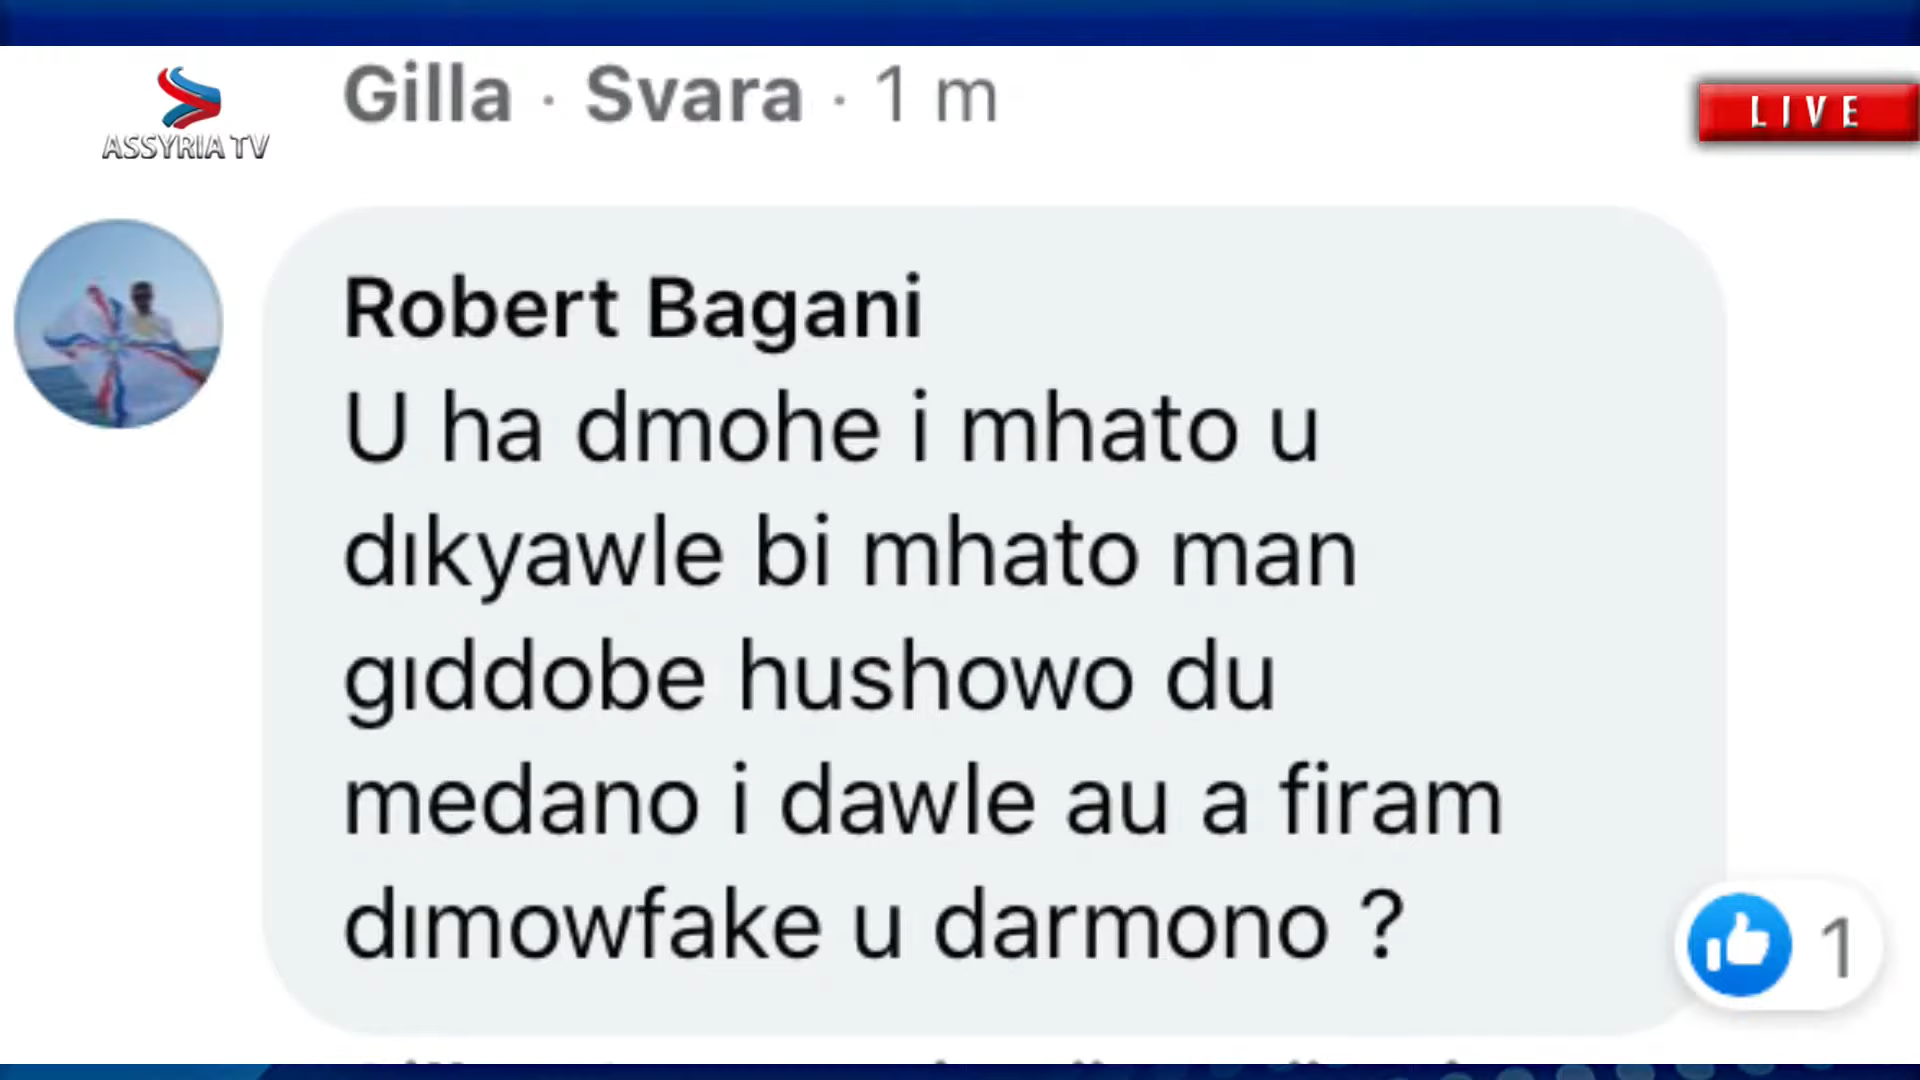 Gilla · Svara · 1 m
ASSYRIA TV
LIVE
Robert Bagani
U ha dmohe i mhato u
dıkyawle bi mhato man
gıddobe hushowo du
medano i dawle au a firam
dımowfake u darmono ?
1